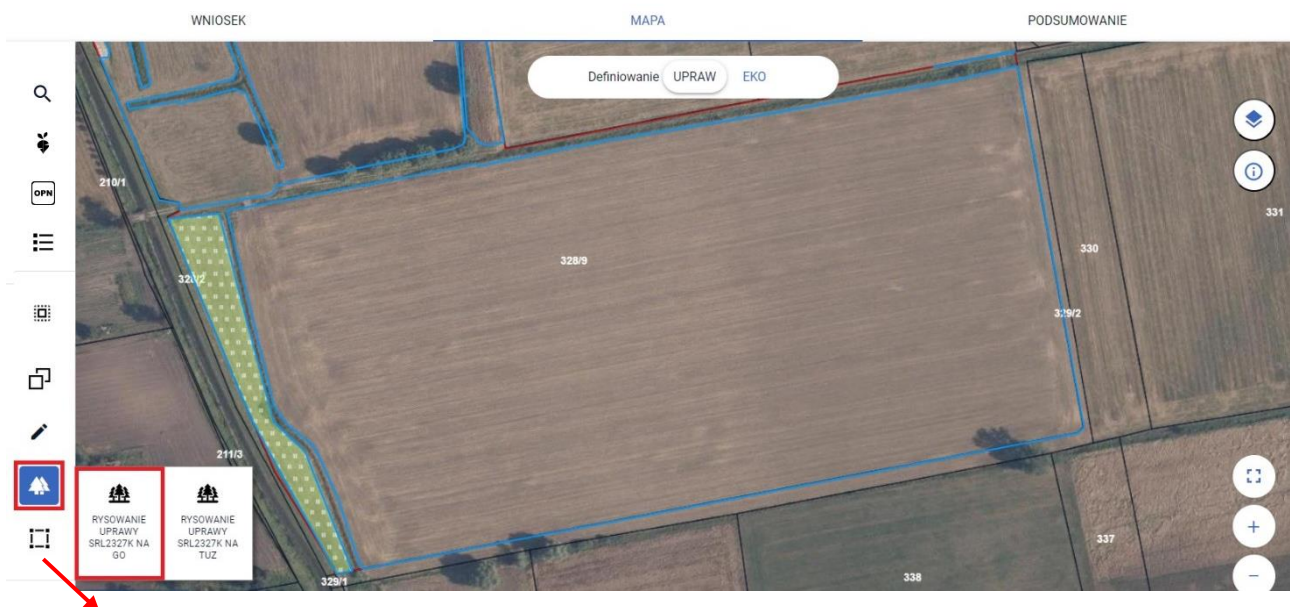 WNIOSEK
MAPA
PODSUMOWANIE
Definiowanie UPRAW EKO
OPN
210/1
331
330
328/9
329/2
211/3
RYSOWANIE
UPRAWY
SRL2327K NA
GO
RYSOWANIE
UPRAWY
SRL2327K NA
TUZ
337
338
329/1